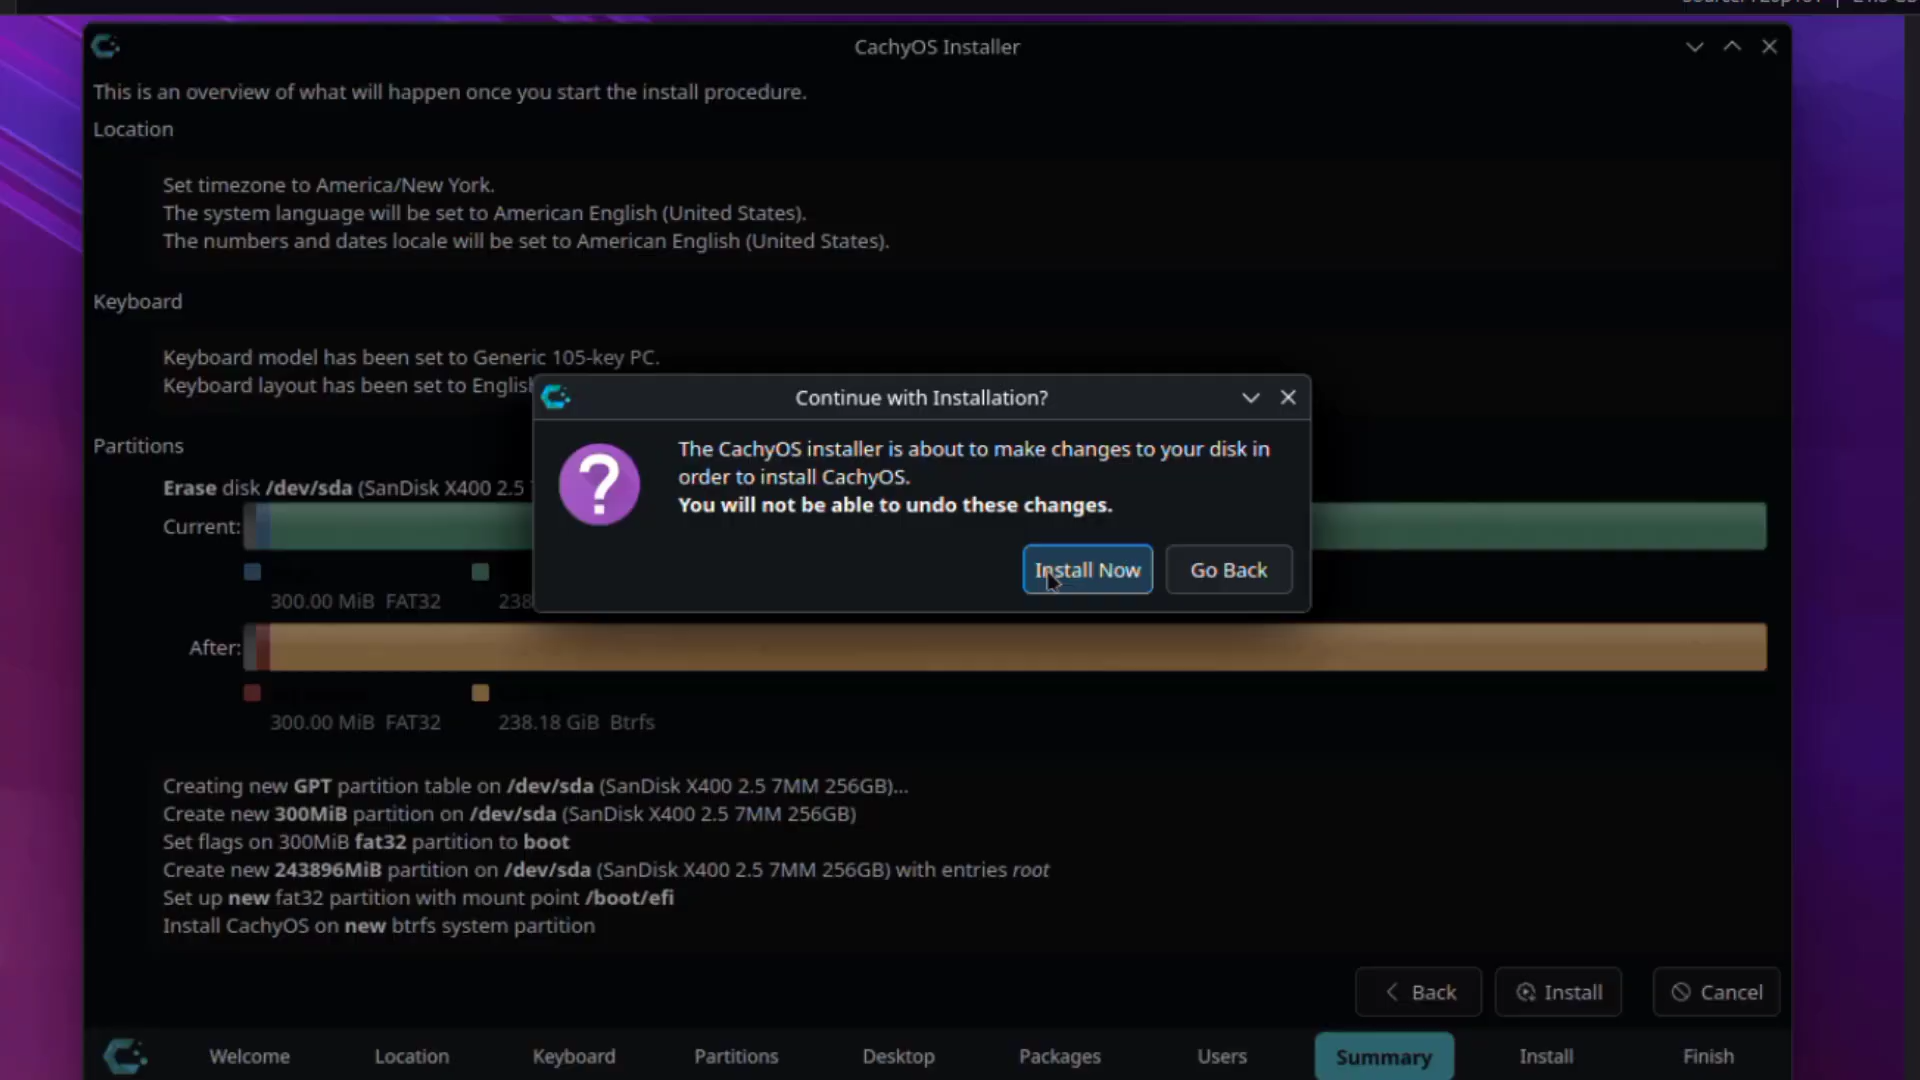 CachyOS Installer
This is an overview of what will happen once you start the install procedure.
Location
Set timezone to America/New York.
The system language will be set to American English (United States).
The numbers and dates locale will be set to American English (United States).
Keyboard
Keyboard model has been set to Generic 105-key PC.
Keyboard layout has been set to English
Continue with Installation?
The CachyOS installer is about to make changes to your disk in
order to install CachyOS.
You will not be able to undo these changes.
Install Now
Go Back
Partitions
Erase disk /dev/sda (SanDisk X400 2.5
Current:
300.00 MiB FAT32 238
After:
300.00 MiB FAT32 238.18 GiB Btrfs
Creating new GPT partition table on /dev/sda (SanDisk X400 2.5 7MM 256GB)...
Create new 300MiB partition on /dev/sda (SanDisk X400 2.5 7MM 256GB)
Set flags on 300MiB fat32 partition to boot
Create new 243896MiB partition on /dev/sda (SanDisk X400 2.5 7MM 256GB) with entries root
Set up new fat32 partition with mount point /boot/efi
Install CachyOS on new btrfs system partition
Back Install Cancel
Welcome Location Keyboard Partitions Desktop Packages Users Summary Install Finish